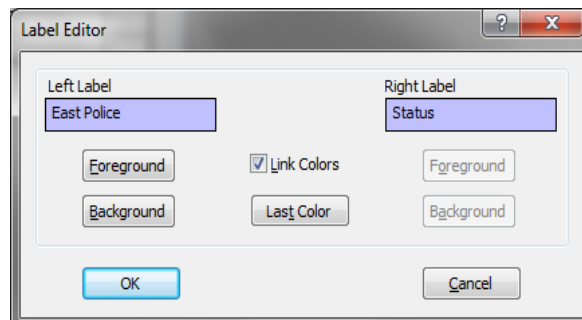 Label Editor
Left Label Right Label
East Police Status
Foreground Link Colors Foreground
Background Last Color Background
OK Cancel